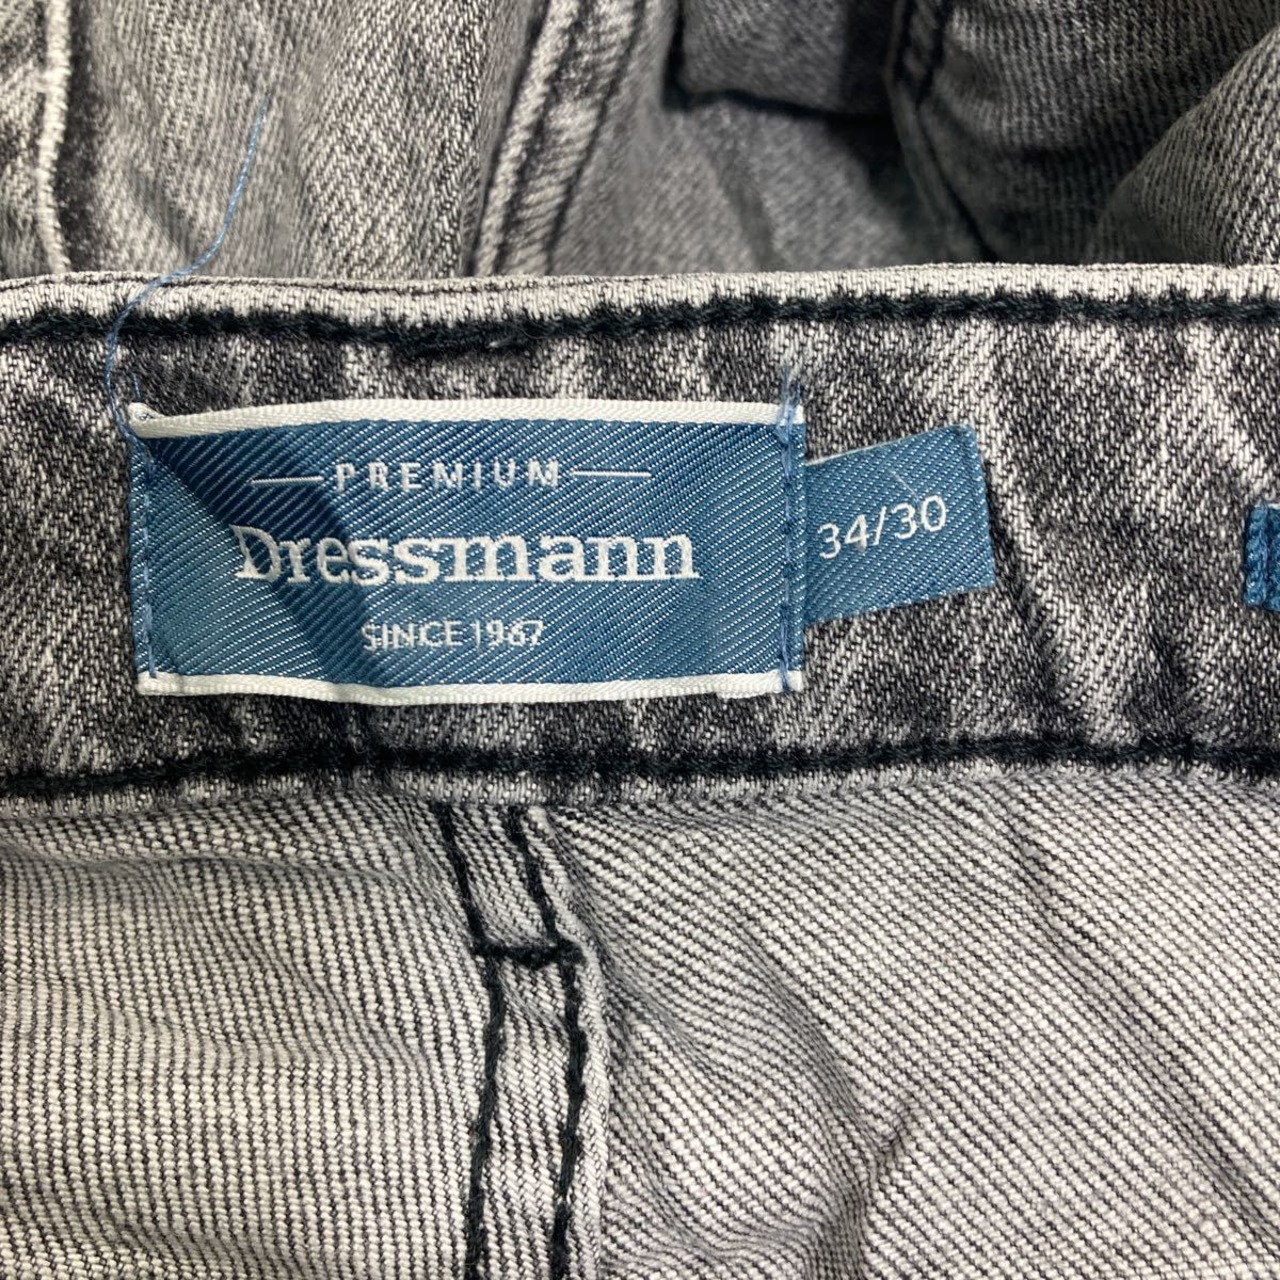 PREMIUM
Dressmann
SINCE 1967
34/30